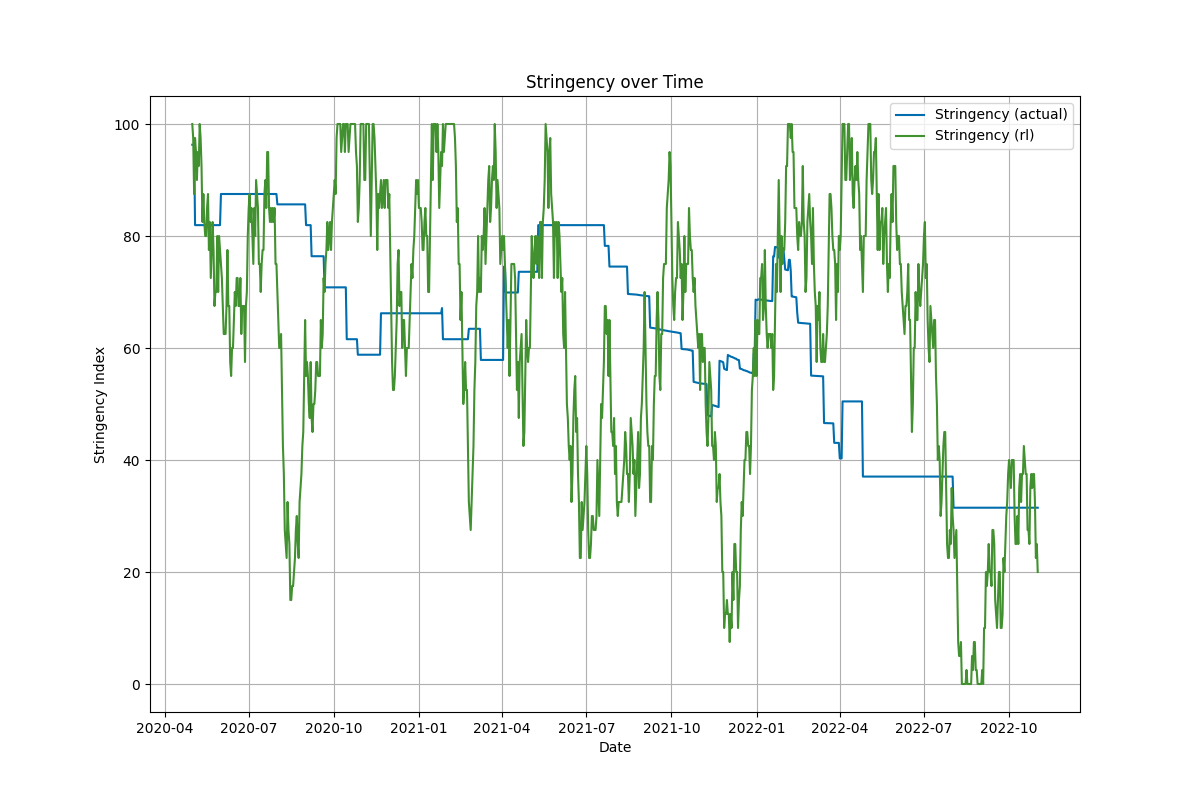 Stringency over Time
Stringency (actual)
Stringency (rl)
Stringency Index
100
80
60
40
20
0
2020-04 2020-07 2020-10 2021-01 2021-04 2021-07 2021-10 2022-01 2022-04 2022-07 2022-10
Date